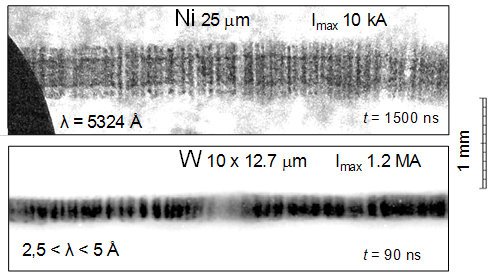 Ni 25 μm Imax 10 kA
λ = 5324 Å
t = 1500 ns
W 10 x 12.7 μm Imax 1.2 MA
2,5 < λ < 5 Å
t = 90 ns
1 mm